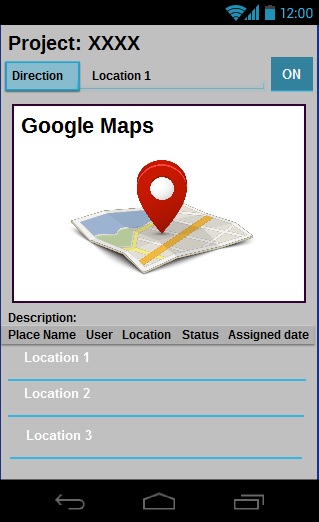 12:00
Project: XXXX
Direction Location 1 ON
Google Maps
Description:
Place Name User Location Status Assigned date
Location 1
Location 2
Location 3